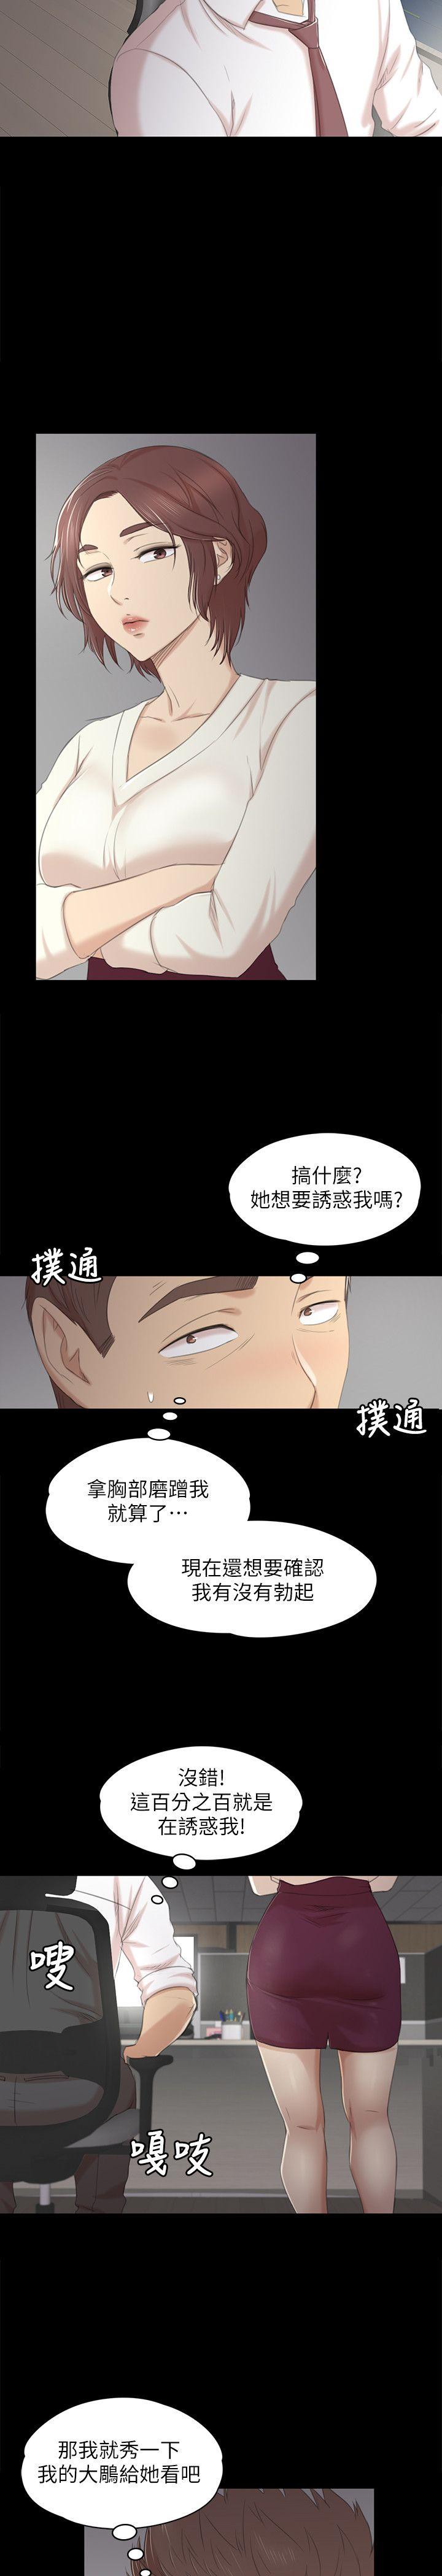 搞什麼?
她想要誘惑我嗎?
撲通
撲通
拿胸部磨蹭我
就算了…
現在還想要確認
我有沒有勃起
沒錯!
這百分之百就是
在誘惑我!
嗖
嘎吱
那我就秀一下
我的大鵰給她看吧